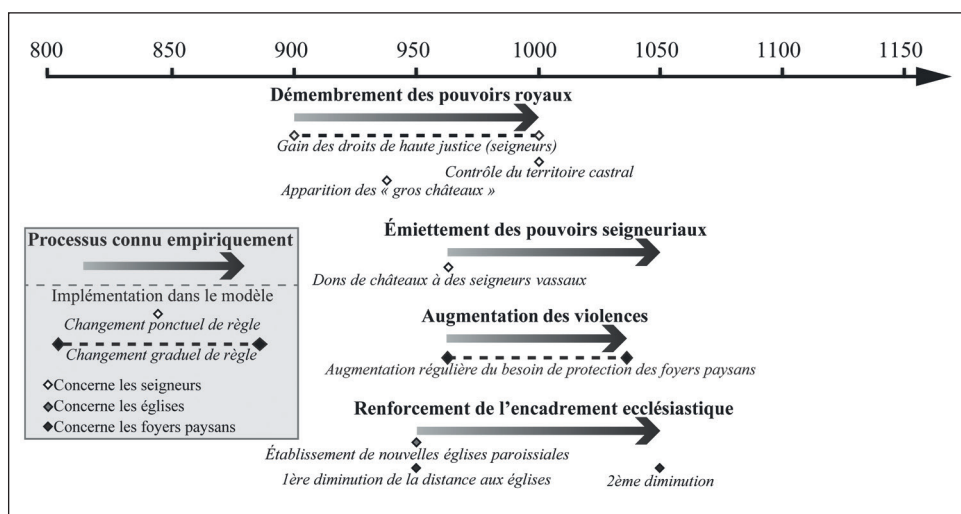 800 850 900 950 1000 1050 1100 1150
Démembrement des pouvoirs royaux
Gain des droits de haute justice (seigneurs)
Contrôle du territoire castral
Apparition des « gros châteaux »
Émiettement des pouvoirs seigneuriaux
Dons de châteaux à des seigneurs vassaux
Augmentation des violences
Augmentation régulière du besoin de protection des foyers paysans
Renforcement de l'encadrement ecclésiastique
Établissement de nouvelles églises paroissiales
1ère diminution de la distance aux églises 2ème diminution
Processus connu empiriquement
Implémentation dans le modèle
Changement ponctuel de règle
Changement graduel de règle
Concerne les seigneurs
Concerne les églises
Concerne les foyers paysans